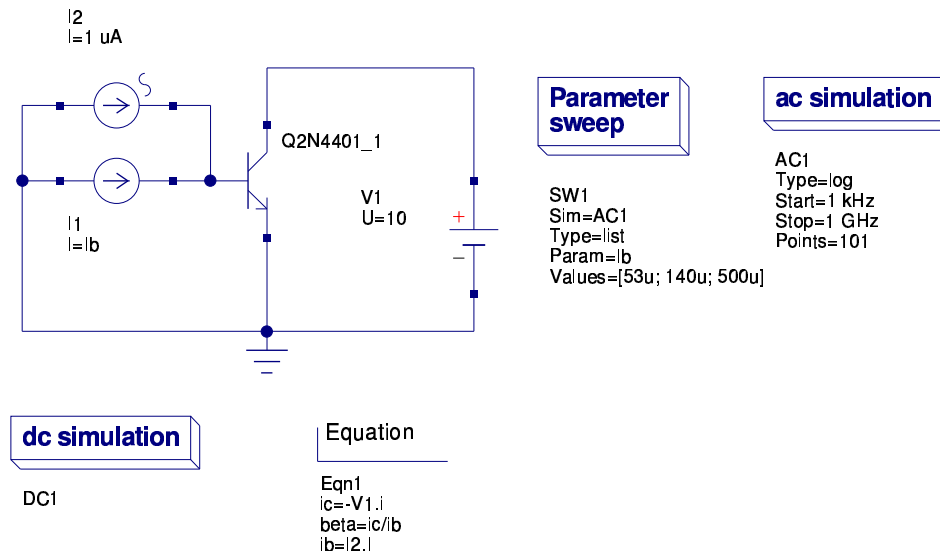 I2
I=1 uA
Q2N4401_1
I1
I=Ib
V1
U=10
+
−
Parameter
sweep
SW1
Sim=AC1
Type=list
Param=Ib
Values=[53u; 140u; 500u]
ac simulation
AC1
Type=log
Start=1 kHz
Stop=1 GHz
Points=101
dc simulation
DC1
Equation
Eqn1
ic=-V1.i
beta=ic/ib
ib=I2.I